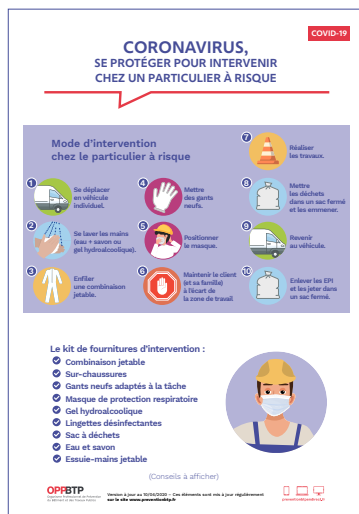 COVID-19
CORONAVIRUS,
SE PROTÉGER POUR INTERVENIR
CHEZ UN PARTICULIER À RISQUE
Mode d'intervention
chez le particulier à risque
1
Se déplacer
en véhicule
individuel.
2
Se laver les mains
(eau + savon ou
gel hydroalcoolique).
3
Enfiler
une combinaison
jetable.
4
Mettre
des gants
neufs.
5
Positionner
le masque.
6
Maintenir le client
(et sa famille)
à l'écart de
la zone de travail
7
Réaliser
les travaux.
8
Mettre
les déchets
dans un sac fermé
et les emmener.
9
Revenir
au véhicule.
10
Enlever les EPI
et les jeter dans
un sac fermé.
Le kit de fournitures d'intervention :
Combinaison jetable
Sur-chaussures
Gants neufs adaptés à la tâche
Masque de protection respiratoire
Gel hydroalcoolique
Lingettes désinfectantes
Sac à déchets
Eau et savon
Essuie-mains jetable
(Conseils à afficher)
OPPBTP
Version à jour au 10/04/2020 - Ces éléments sont mis à jour régulièrement
sur le site www.preventionbtp.fr